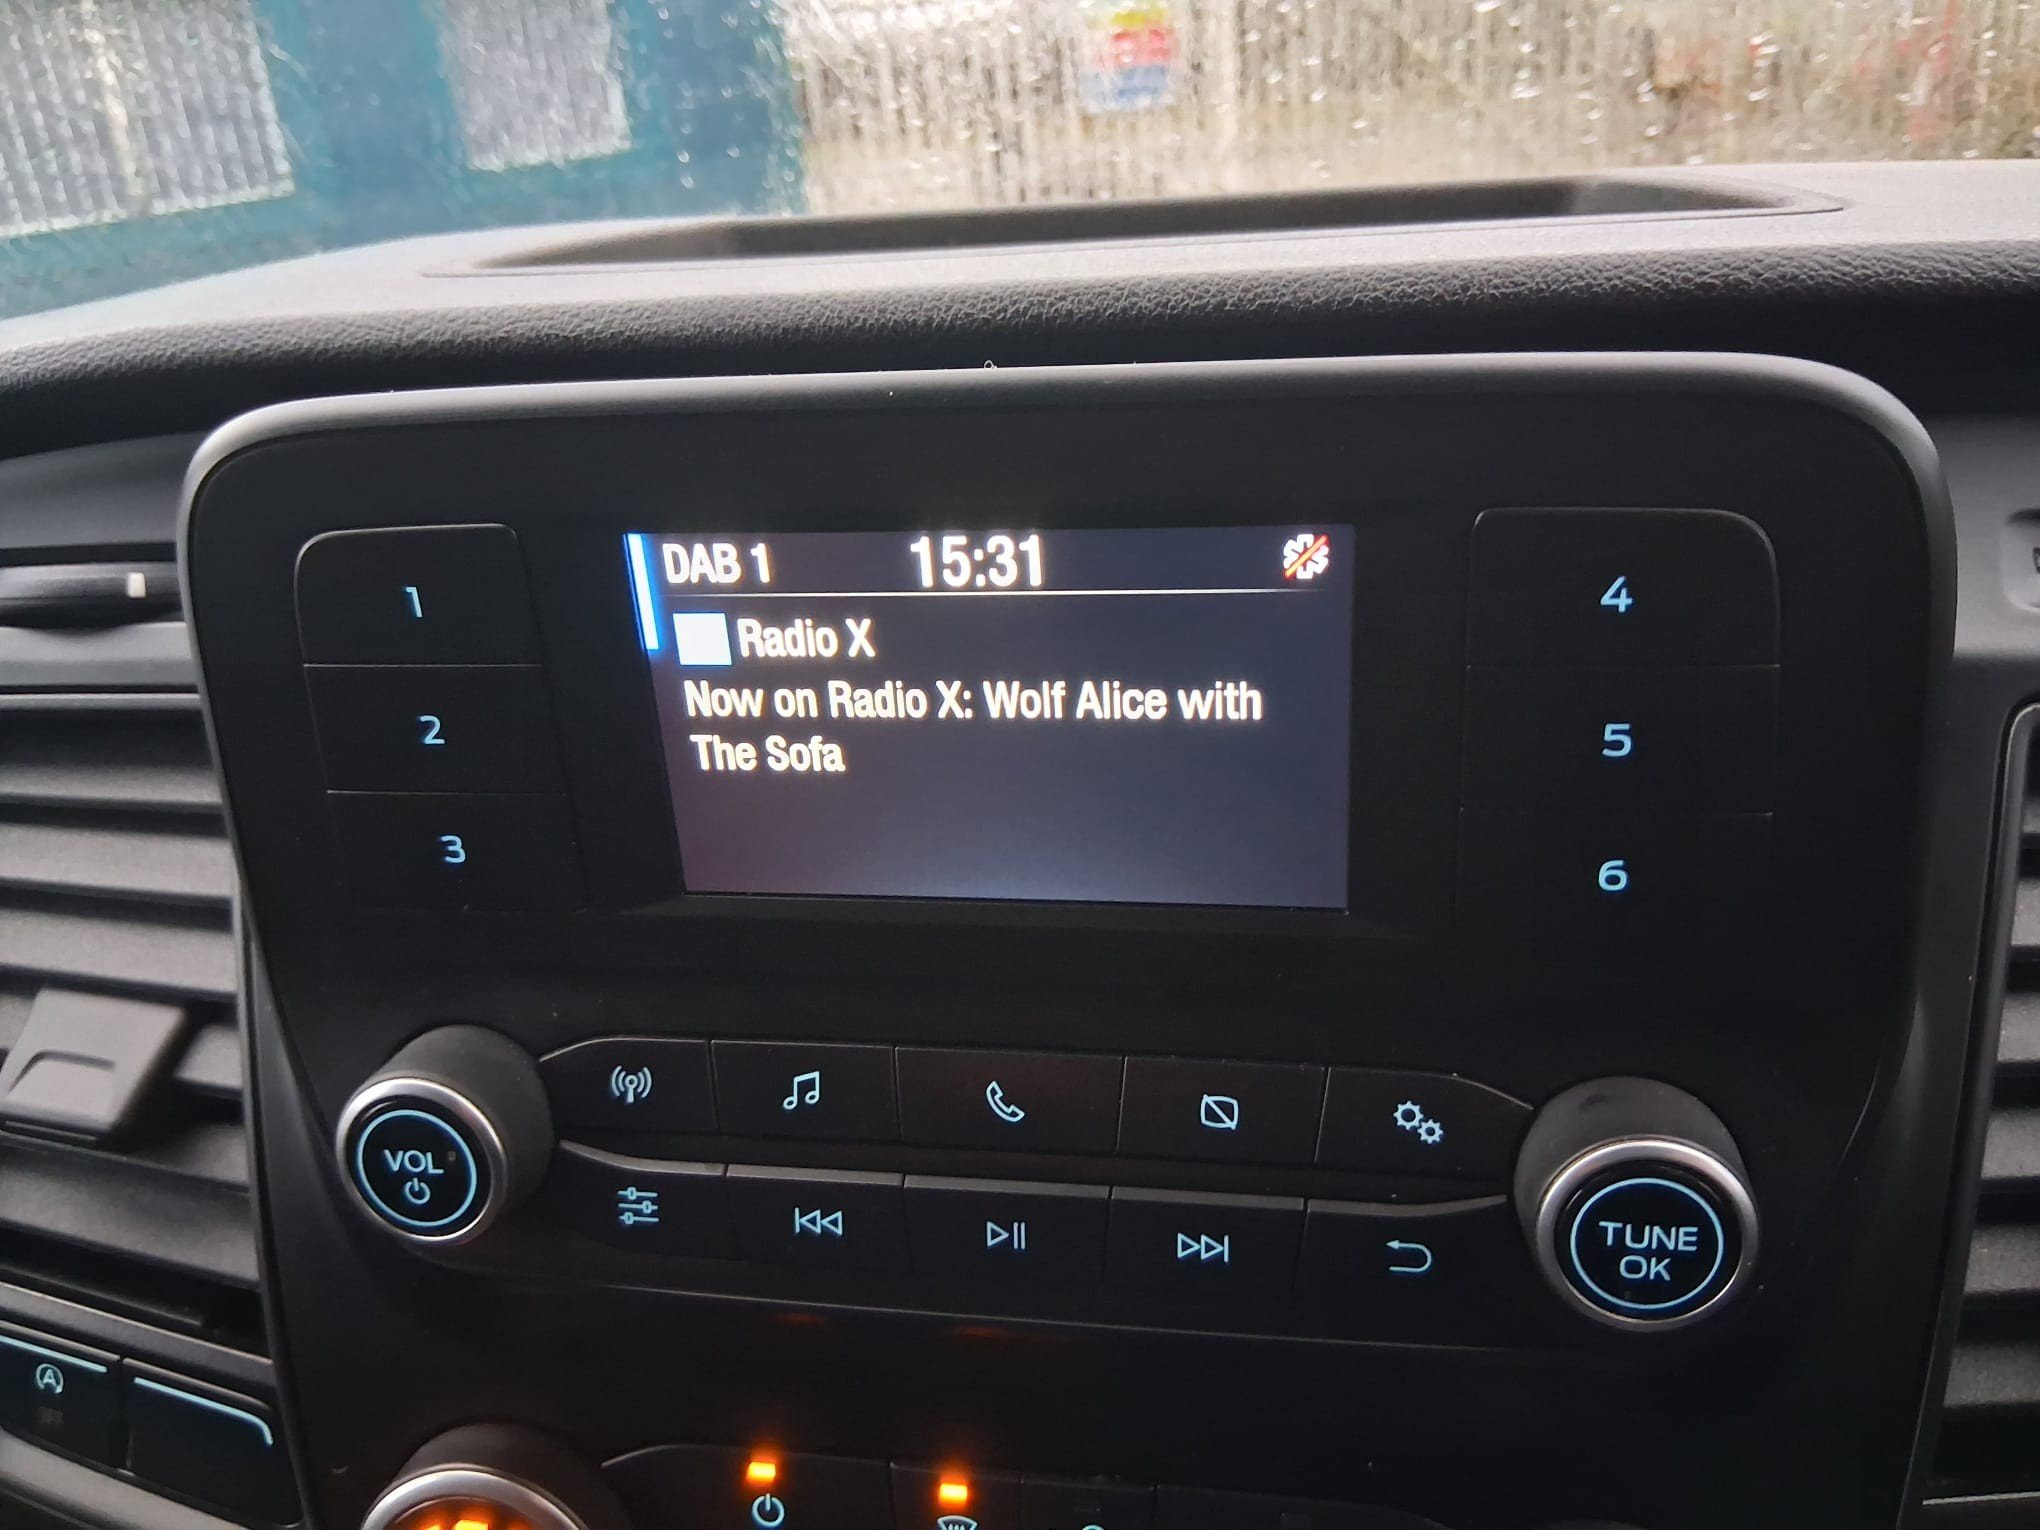 DAB 1 15:31
Radio X
Now on Radio X: Wolf Alice with
The Sofa
1
2
3
4
5
6
VOL
TUNE
OK
A